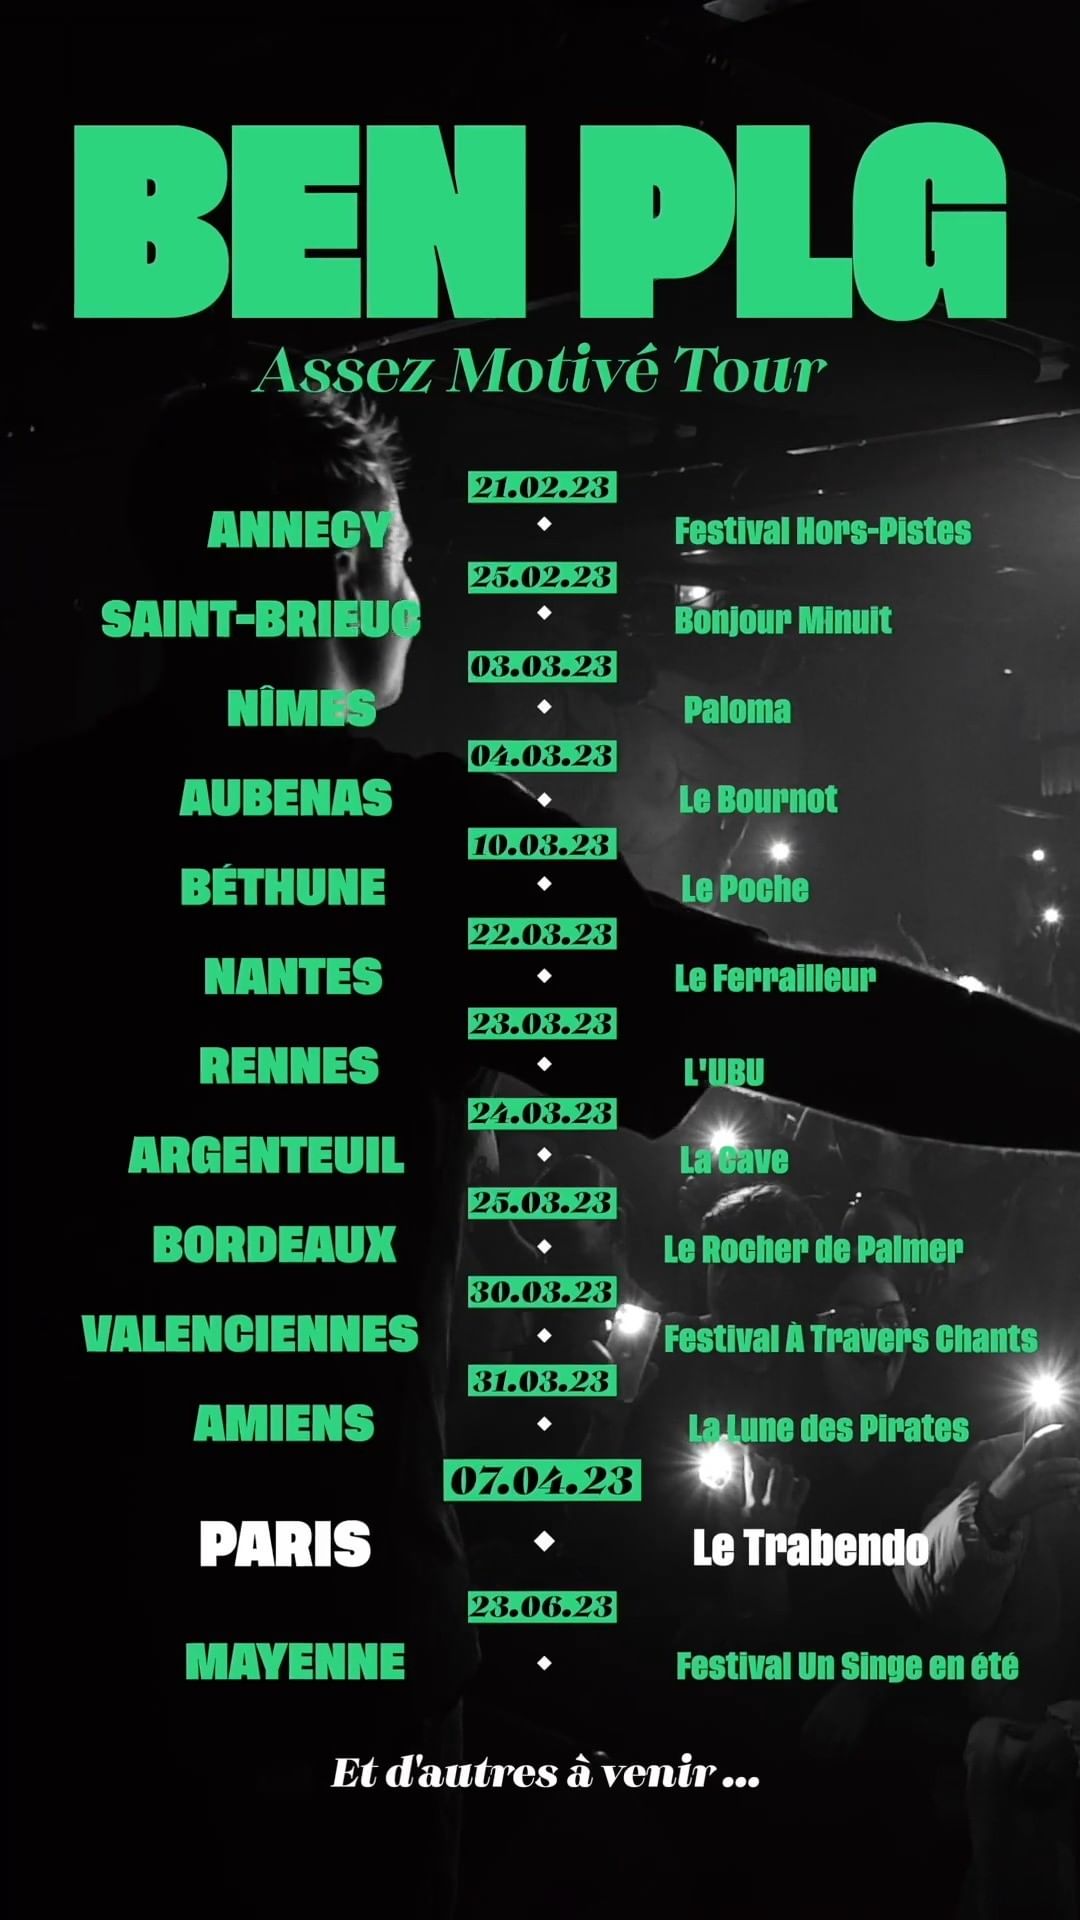 BEN PLG
Assez Motivé Tour
21.02.23
ANNECY Festival Hors-Pistes
25.02.23
SAINT-BRIEUC Bonjour Minuit
03.03.23
NÎMES Paloma
04.03.23
AUBENAS Le Bournot
10.03.23
BÉTHUNE Le Poche
22.03.23
NANTES Le Ferrailleur
23.03.23
RENNES L'UBU
24.03.23
ARGENTEUIL La Cave
25.03.23
BORDEAUX Le Rocher de Palmer
30.03.23
VALENCIENNES Festival À Travers Chants
31.03.23
AMIENS La Lune des Pirates
07.04.23
PARIS Le Trabendo
23.06.23
MAYENNE Festival Un Singe en été
Et d'autres à venir ...